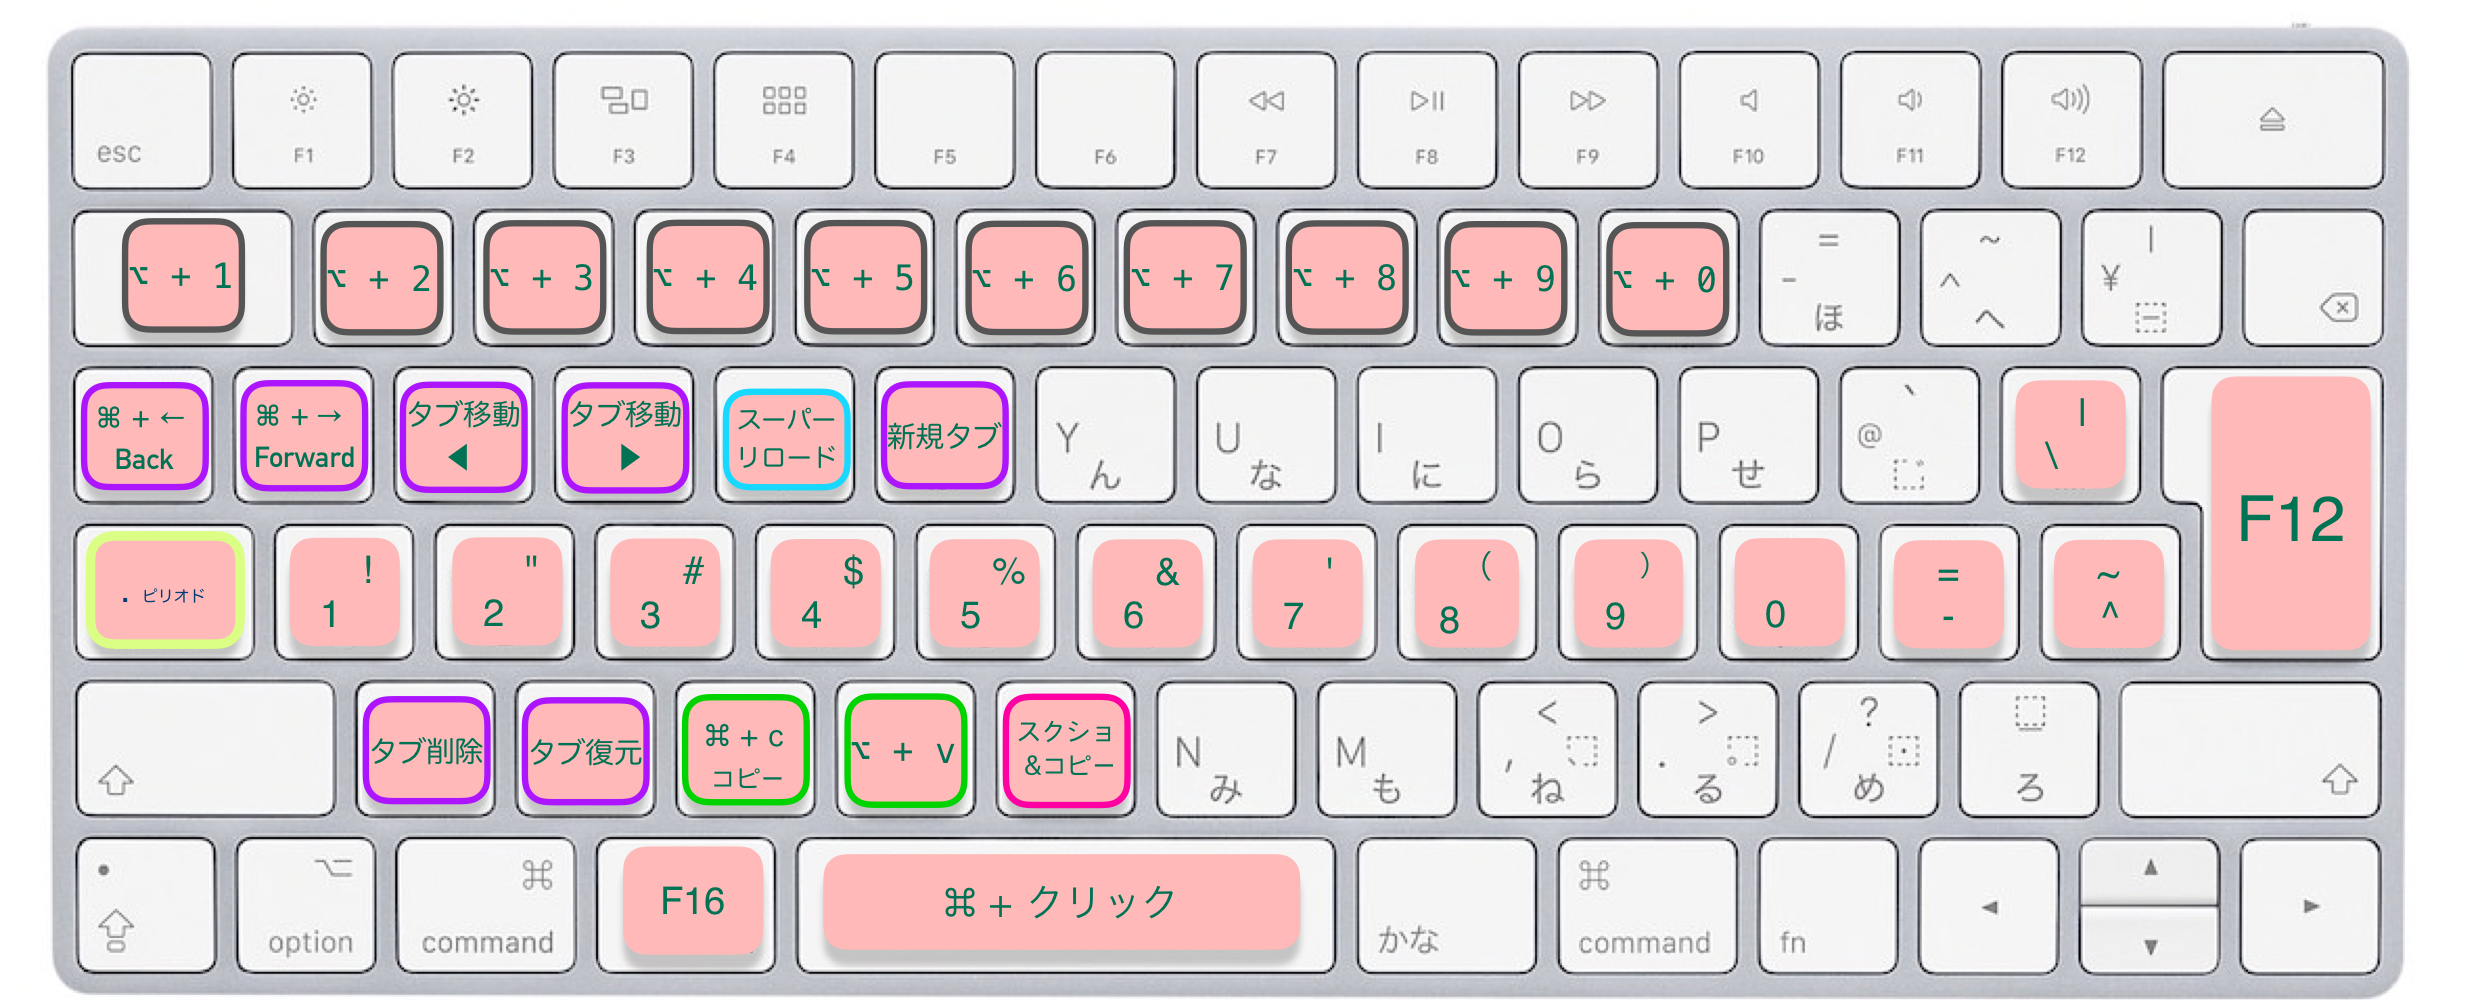 esc F1 F2 F3 F4 F5 F6 F7 F8 F9 F10 F11 F12
⌥ + 1 ⌥ + 2 ⌥ + 3 ⌥ + 4 ⌥ + 5 ⌥ + 6 ⌥ + 7 ⌥ + 8 ⌥ + 9 ⌥ + 0 = - ほ ~ ^ へ | ¥ ー
⌘ + ← Back
⌘ + → Forward
タブ移動 ◀
タブ移動 ▶
スーパー
リロード
新規タブ
Y ん U な I に O ら P せ ` @ ゛ | \
F12
. ピリオド
! 1 " 2 # 3 $ 4 % 5 & 6 ' 7 ( 8 ) 9 0 = - ~ ^
タブ削除
タブ復元
⌘ + c
コピー
⌥ + v
スクショ
&コピー
N み M も < , 、 ね > . 。 る ? / ・ め _ ろ
option ⌘ command
F16
⌘ + クリック
かな ⌘ command fn